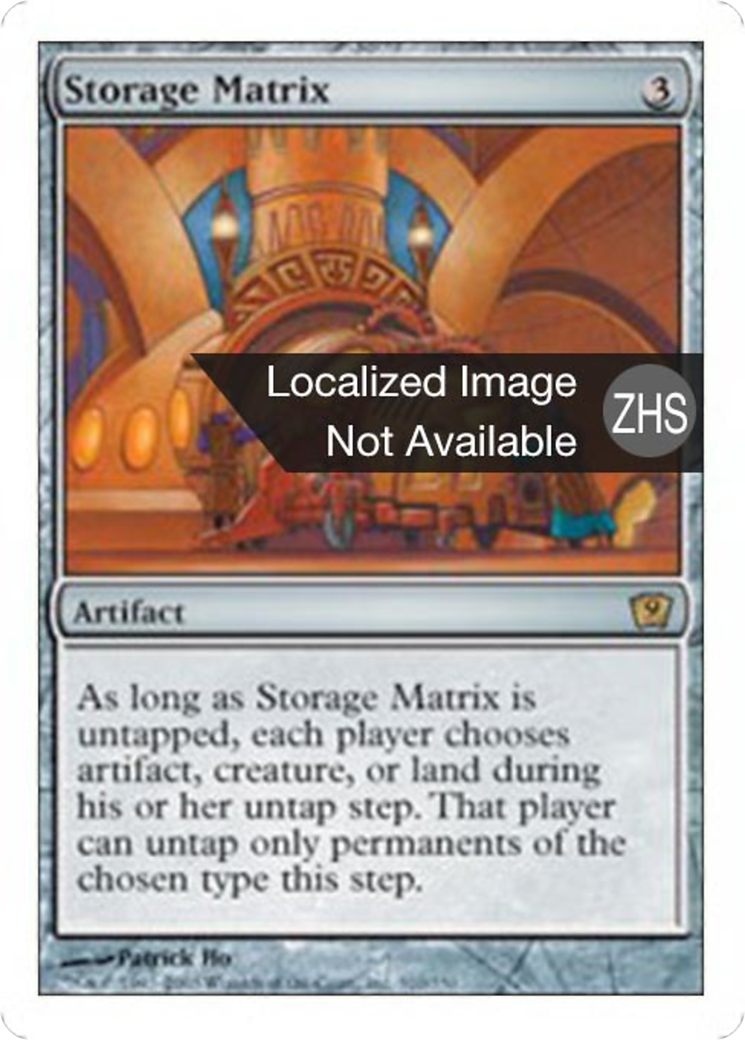 Storage Matrix 3
Localized Image
Not Available
ZHS
Artifact 9
As long as Storage Matrix is
untapped, each player chooses
artifact, creature, or land during
his or her untap step. That player
can untap only permanents of the
chosen type this step.
Patrick Ho